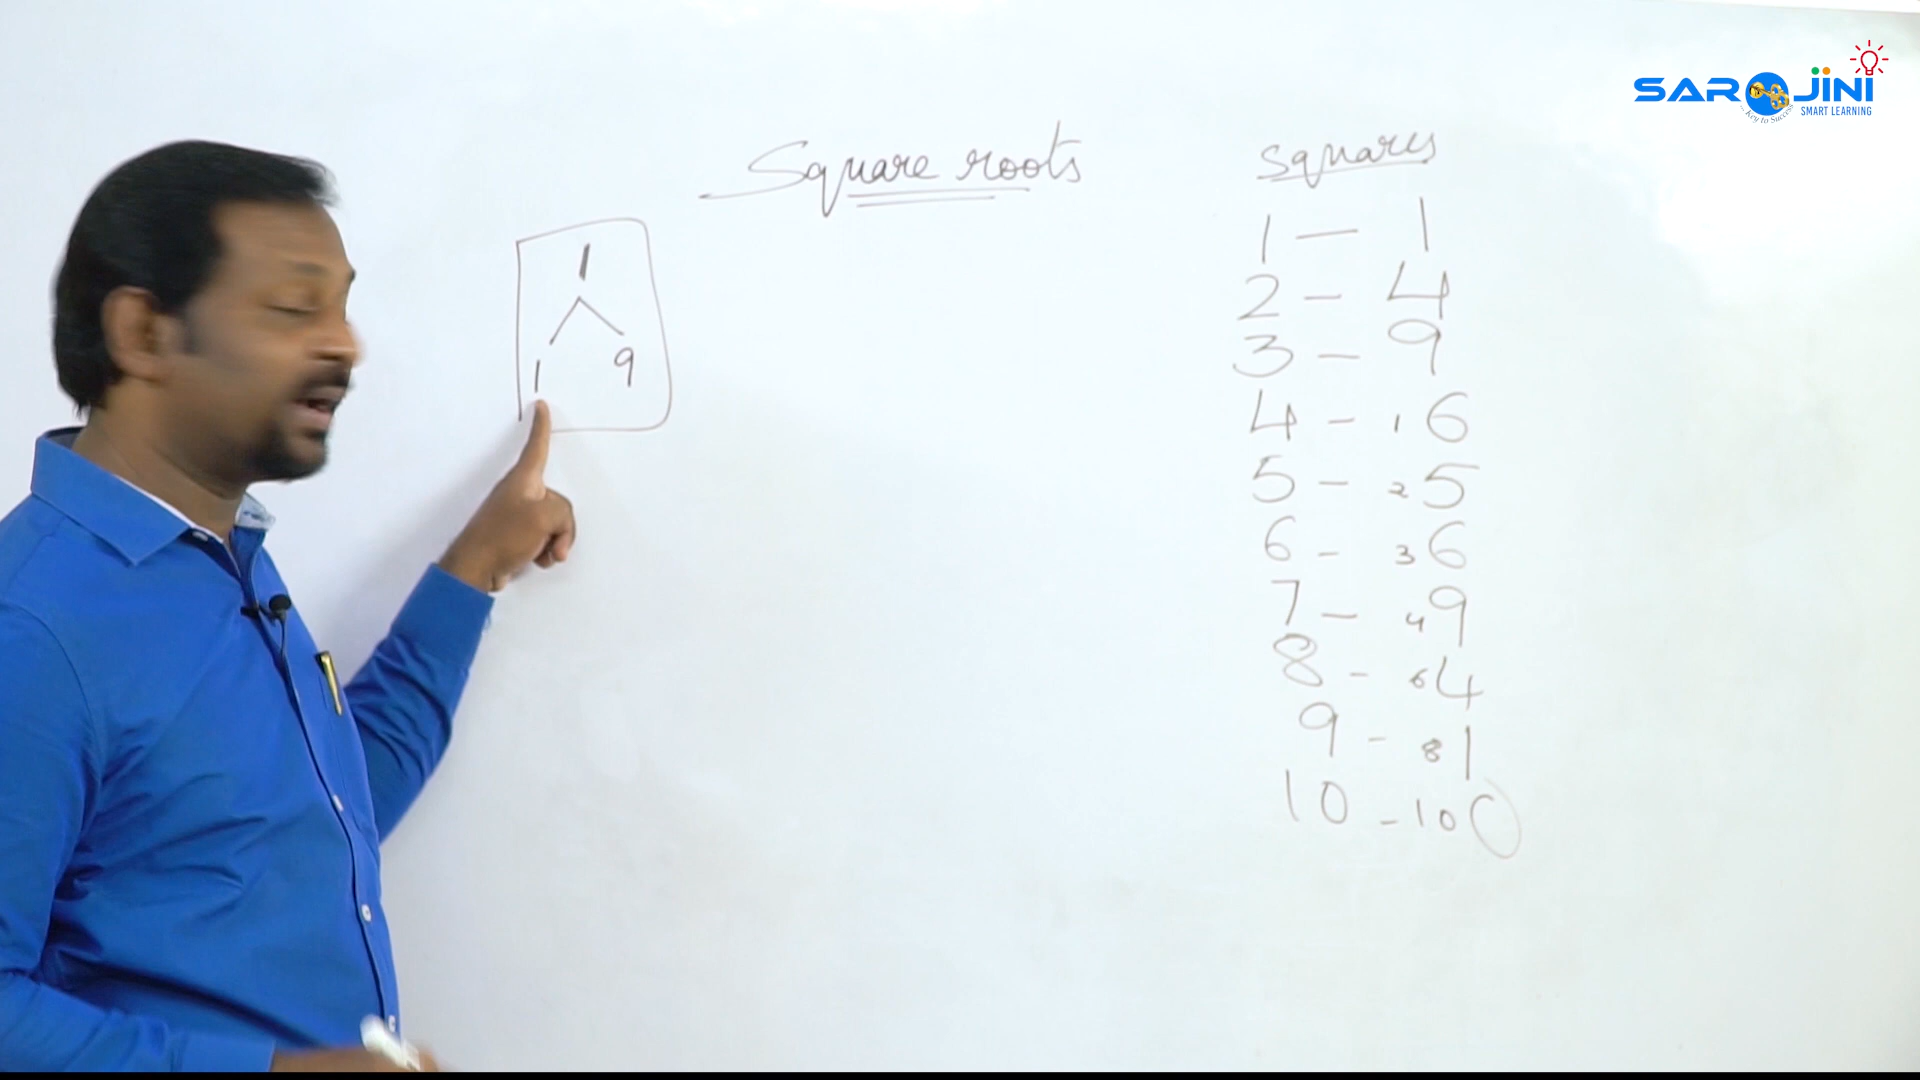 SAROJINI
Key to Success
SMART LEARNING
Square roots
1
1 9
squares
1 — 1
2 — 4
3 — 9
4 — 16
5 — 25
6 — 36
7 — 49
8 - 64
9 - 81
10 - 100